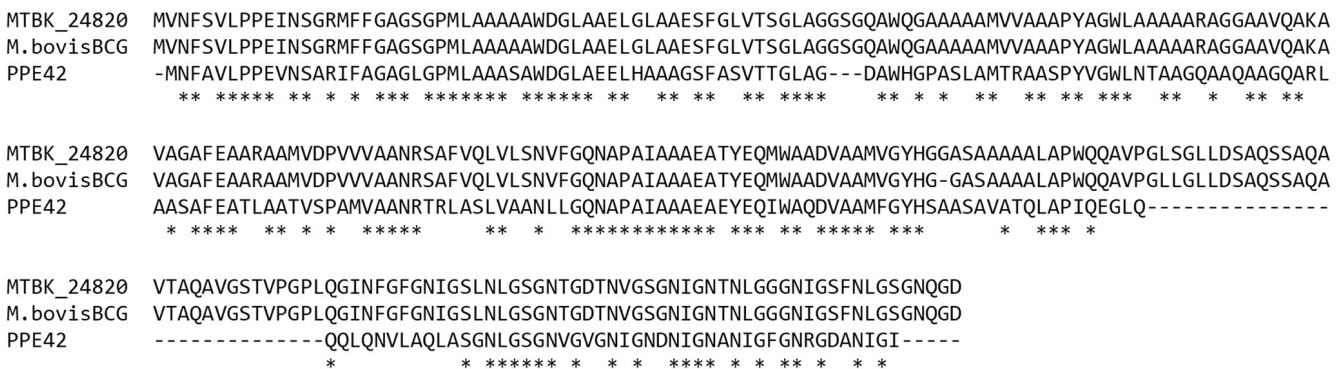 MTBK_24820  MVNFSVLPPEINSGRMFFGAGSGPMLAAAAAWDGLAAELGLAAESFGLVTSGLAGGSGQAWQGAAAAAMVVAAAPYAGWLAAAAARAGGAAVQAKA
M.bovisBCG  MVNFSVLPPEINSGRMFFGAGSGPMLAAAAAWDGLAAELGLAAESFGLVTSGLAGGSGQAWQGAAAAAMVVAAAPYAGWLAAAAARAGGAAVQAKA
PPE42       -MNFAVLPPEVNSARIFAGAGLGPMLAAASAWDGLAEELHAAAGSFASVTTGLAG---DAWHGPASLAMTRAASPYVGWLNTAAGQAAQAAGQARL
              ** ***** ** * *  *** ******* ****** **  ** **  ** ****    ** * *  **  ** ***  **  *  ** **
MTBK_24820  VAGAFEAARAAMVDPVVVAANRSAFVQLVLSNVFGQNAPAIAAAEATYEQMWAADVAAMVGYHGGASAAAAALAPWQQAVPGLSGLLDSAQSSAQA
M.bovisBCG  VAGAFEAARAAMVDPVVVAANRSAFVQLVLSNVFGQNAPAIAAAEATYEQMWAADVAAMVGYHG-GASAAAALAPWQQAVPGLLGLLDSAQSSAQA
PPE42       AASAFEATLAATVSPAMVAANRTRLASLVAANLLGQNAPAIAAAEAEYEQIWAQDVAAMFGYHSAASAVATQLAPIQEGLQ---------------
             * ****  ** * *  *****     **  *  ************ *** ** ***** ***      *  *** *
MTBK_24820  VTAQAVGSTVPGPLQGINFGFGNIGSLNLGSGNTGDTNVGSGNIGNTNLGGGNIGSFNLGSGNQGD
M.bovisBCG  VTAQAVGSTVPGPLQGINFGFGNIGSLNLGSGNTGDTNVGSGNIGNTNLGGGNIGSFNLGSGNQGD
PPE42       --------------QQLQNVLAQLASGNLGSGNVGVGNIGNDNIGNANIGFGNRGDANIGI-----
                          *          * ****** *  * *  **** * * ** *  * *